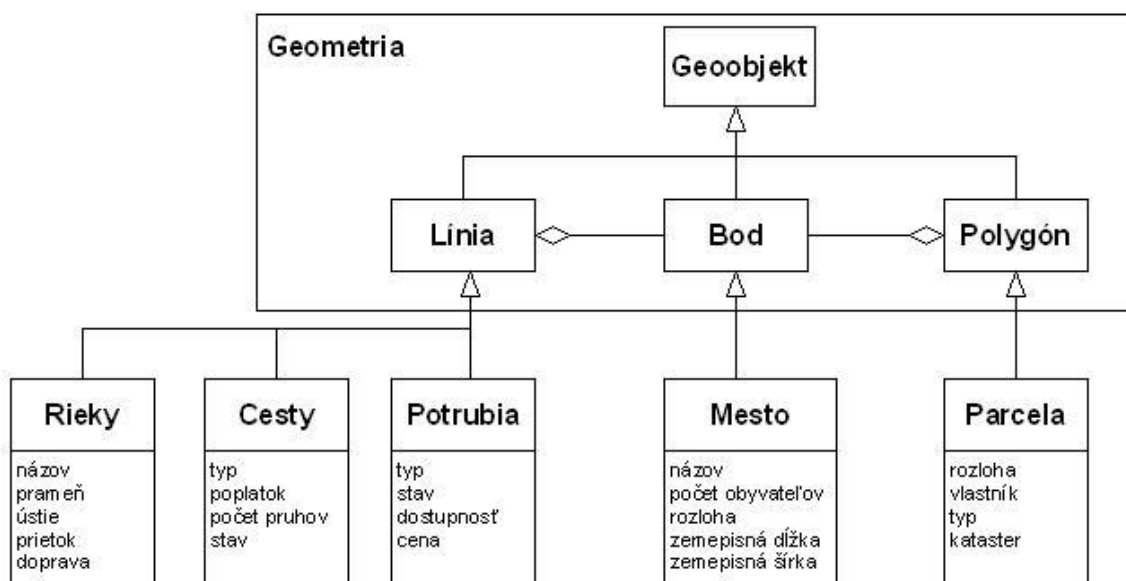 Geometria
Geoobjekt
Línia
Bod
Polygón
Rieky
názov
prameň
ústie
prietok
doprava
Cesty
typ
poplatok
počet pruhov
stav
Potrubia
typ
stav
dostupnosť
cena
Mesto
názov
počet obyvateľov
rozloha
zemepisná dĺžka
zemepisná šírka
Parcela
rozloha
vlastník
typ
kataster